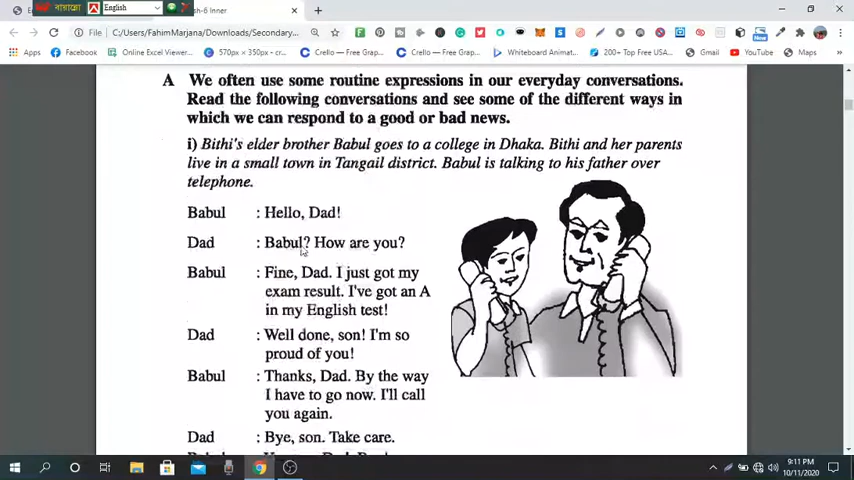 বাংলা
English
sh-6 Inner
File C:/Users/FahimMarjana/Downloads/Secondary...
New
Apps
Online Excel Viewer...
570px × 350px - cr...
Crello — Free Grap...
Crello — Free Grap...
Whiteboard Animat...
200+ Top Free USA...
Gmail
YouTube
Maps
A We often use some routine expressions in our everyday conversations.
Read the following conversations and see some of the different ways in
which we can respond to a good or bad news.
i) Bithi's elder brother Babul goes to a college in Dhaka. Bithi and her parents
live in a small town in Tangail district. Babul is talking to his father over
telephone.
Babul : Hello, Dad!
Dad : Babul? How are you?
Babul : Fine, Dad. I just got my
exam result. I've got an A
in my English test!
Dad : Well done, son! I'm so
proud of you!
Babul : Thanks, Dad. By the way
I have to go now. I'll call
you again.
Dad : Bye, son. Take care.
9:11 PM
10/11/2020